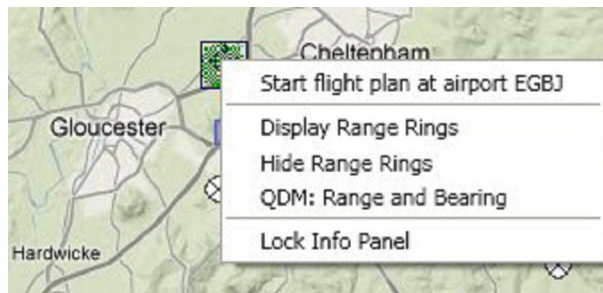 Cheltenham
Start flight plan at airport EGBJ
Gloucester
Display Range Rings
Hide Range Rings
QDM: Range and Bearing
Lock Info Panel
Hardwicke